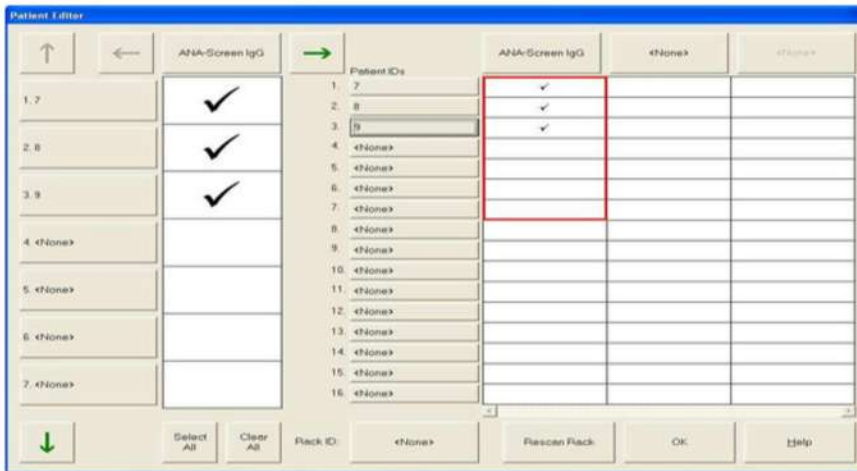 Patient Editor
ANA-Screen IgG
ANA-Screen IgG
<None>
<None>
Patient IDs
1. 7
2. 8
3. 9
4. <None>
5. <None>
6. <None>
7. <None>
1. 7
2. 8
3. 9
4. <None>
5. <None>
6. <None>
7. <None>
8. <None>
9. <None>
10. <None>
11. <None>
12. <None>
13. <None>
14. <None>
15. <None>
16. <None>
Select All
Clear All
Rack ID:
<None>
Rescan Rack
OK
Help